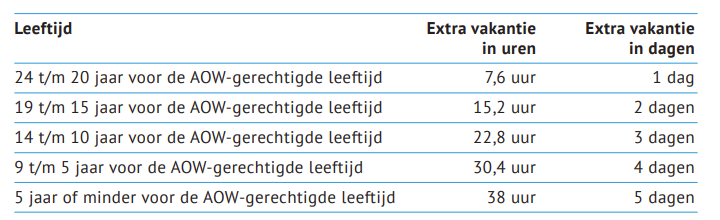 Leeftijd Extra vakantie in uren Extra vakantie in dagen
24 t/m 20 jaar voor de AOW-gerechtigde leeftijd 7,6 uur 1 dag
19 t/m 15 jaar voor de AOW-gerechtigde leeftijd 15,2 uur 2 dagen
14 t/m 10 jaar voor de AOW-gerechtigde leeftijd 22,8 uur 3 dagen
9 t/m 5 jaar voor de AOW-gerechtigde leeftijd 30,4 uur 4 dagen
5 jaar of minder voor de AOW-gerechtigde leeftijd 38 uur 5 dagen